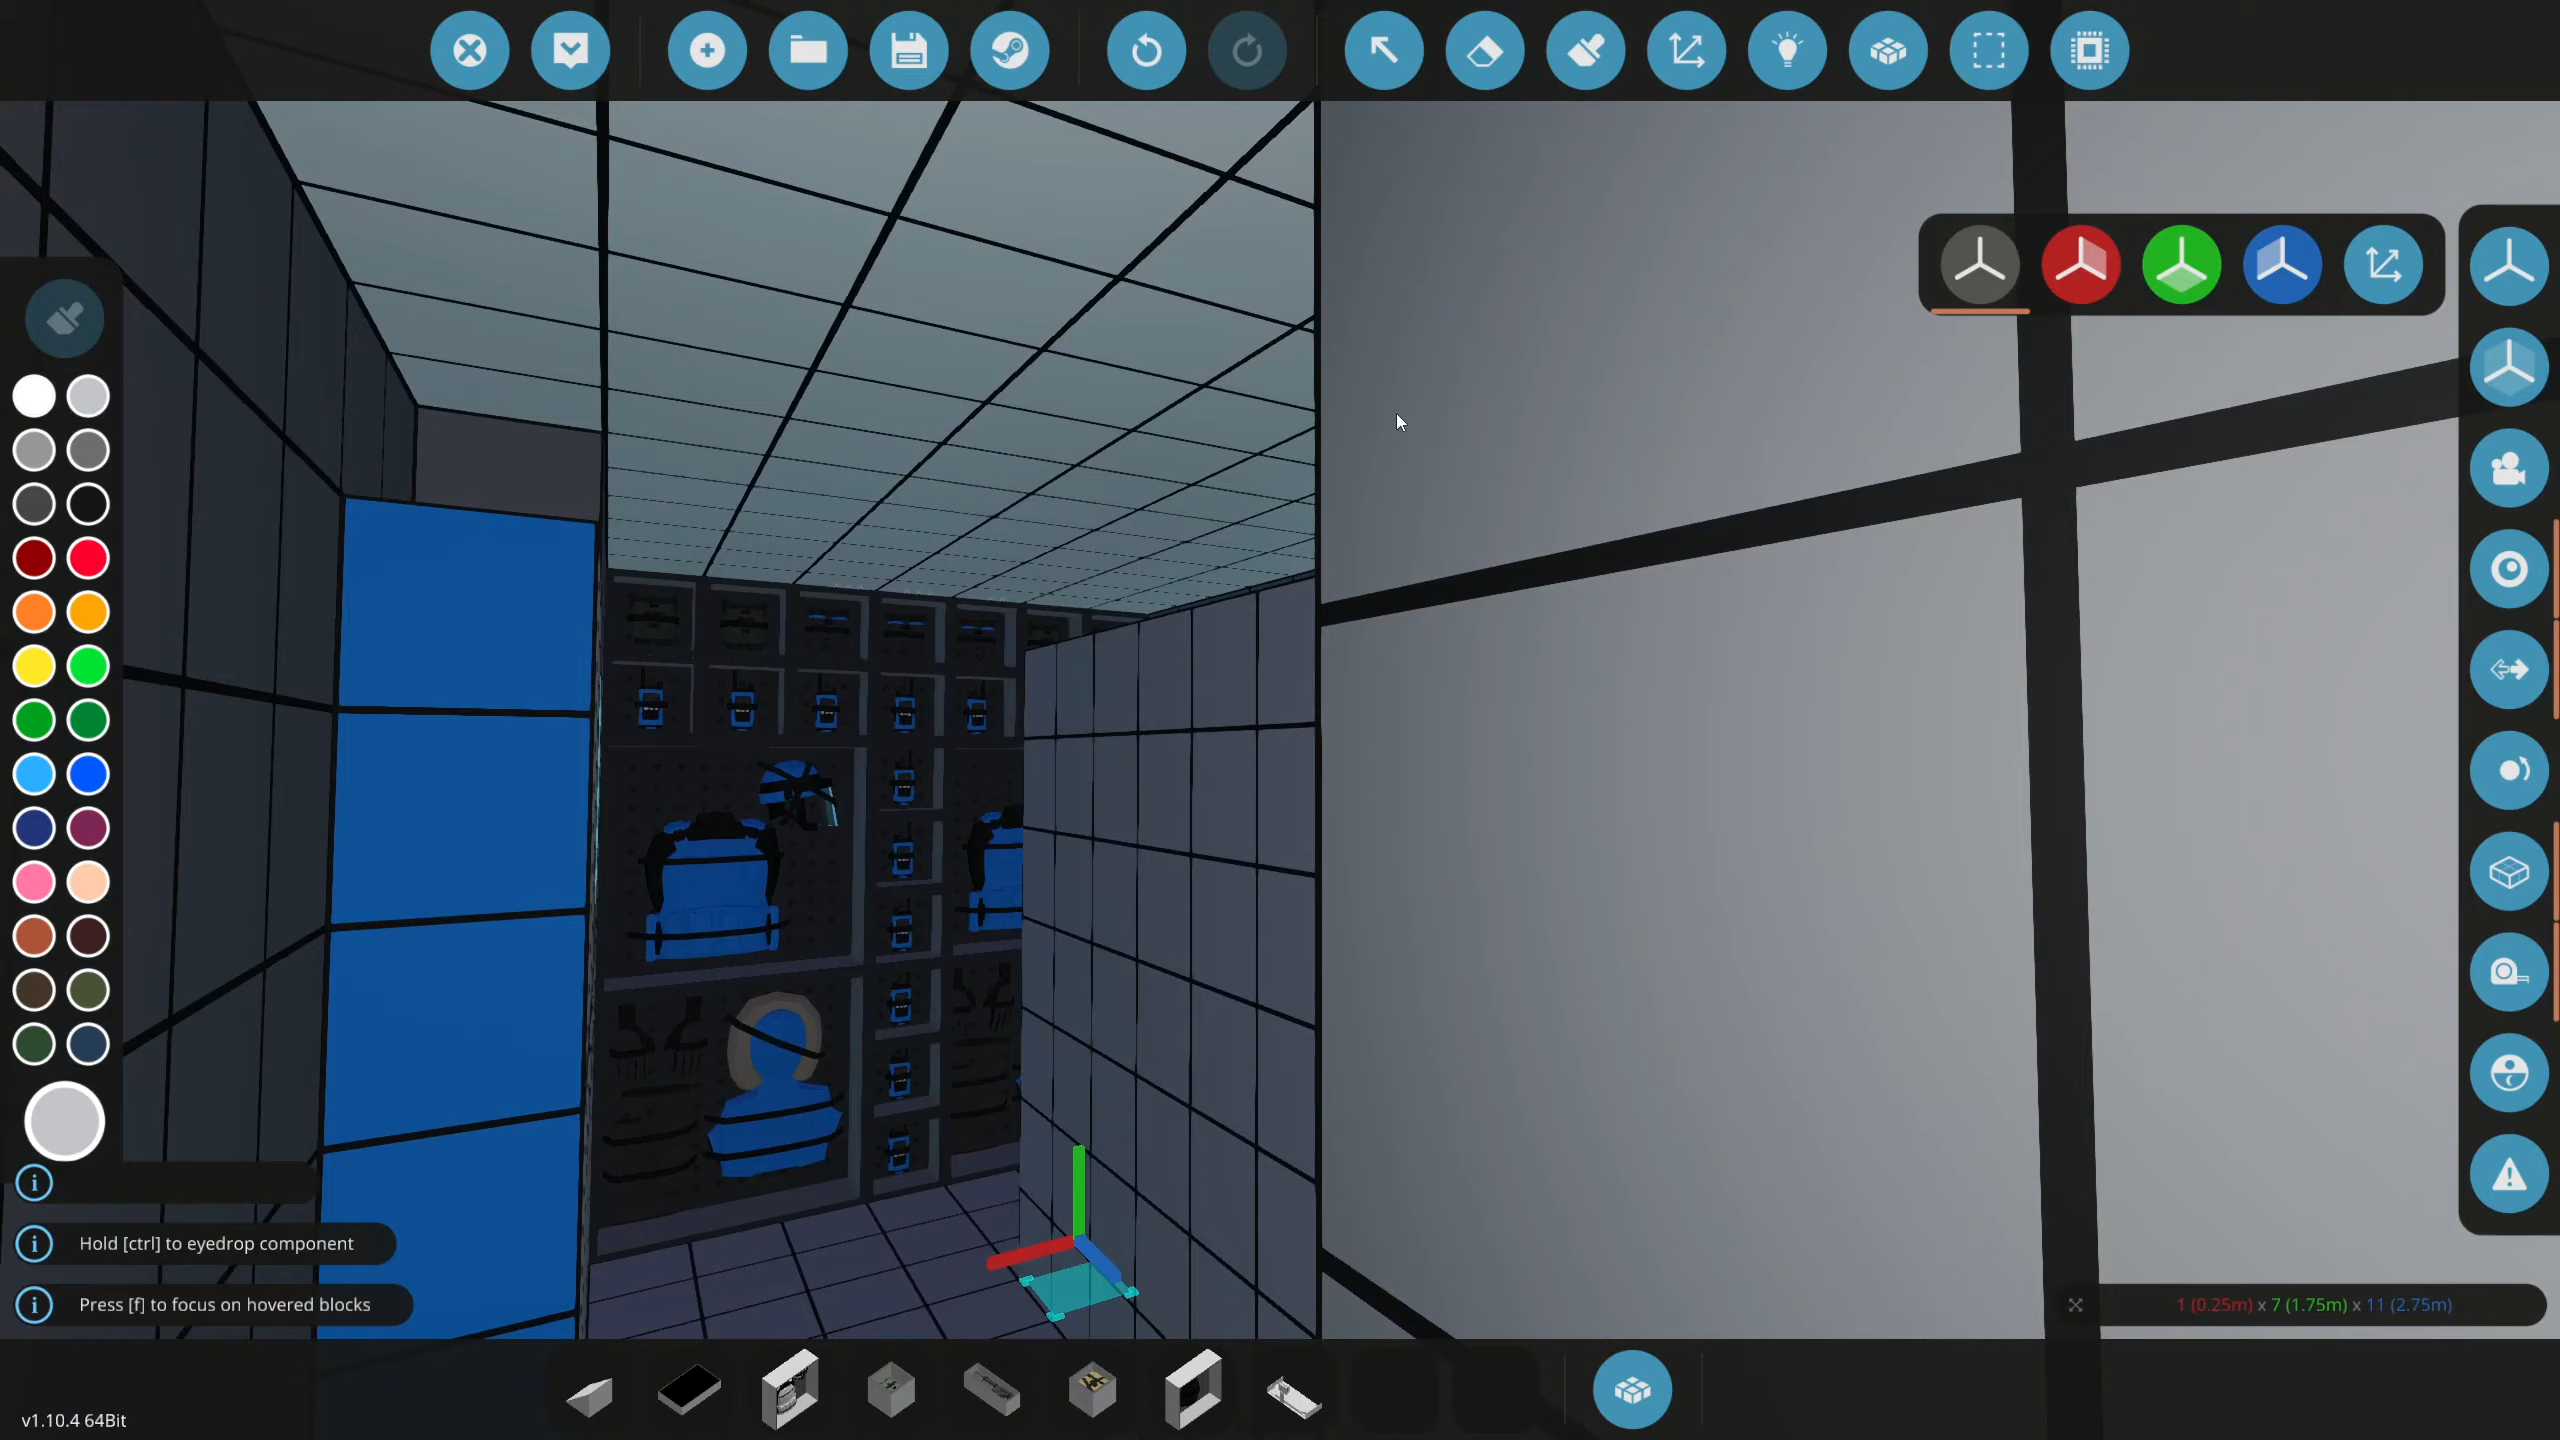 Hold [ctrl] to eyedrop component
Press [f] to focus on hovered blocks
1 (0.25m) x 7 (1.75m) x 11 (2.75m)
v1.10.4 64Bit